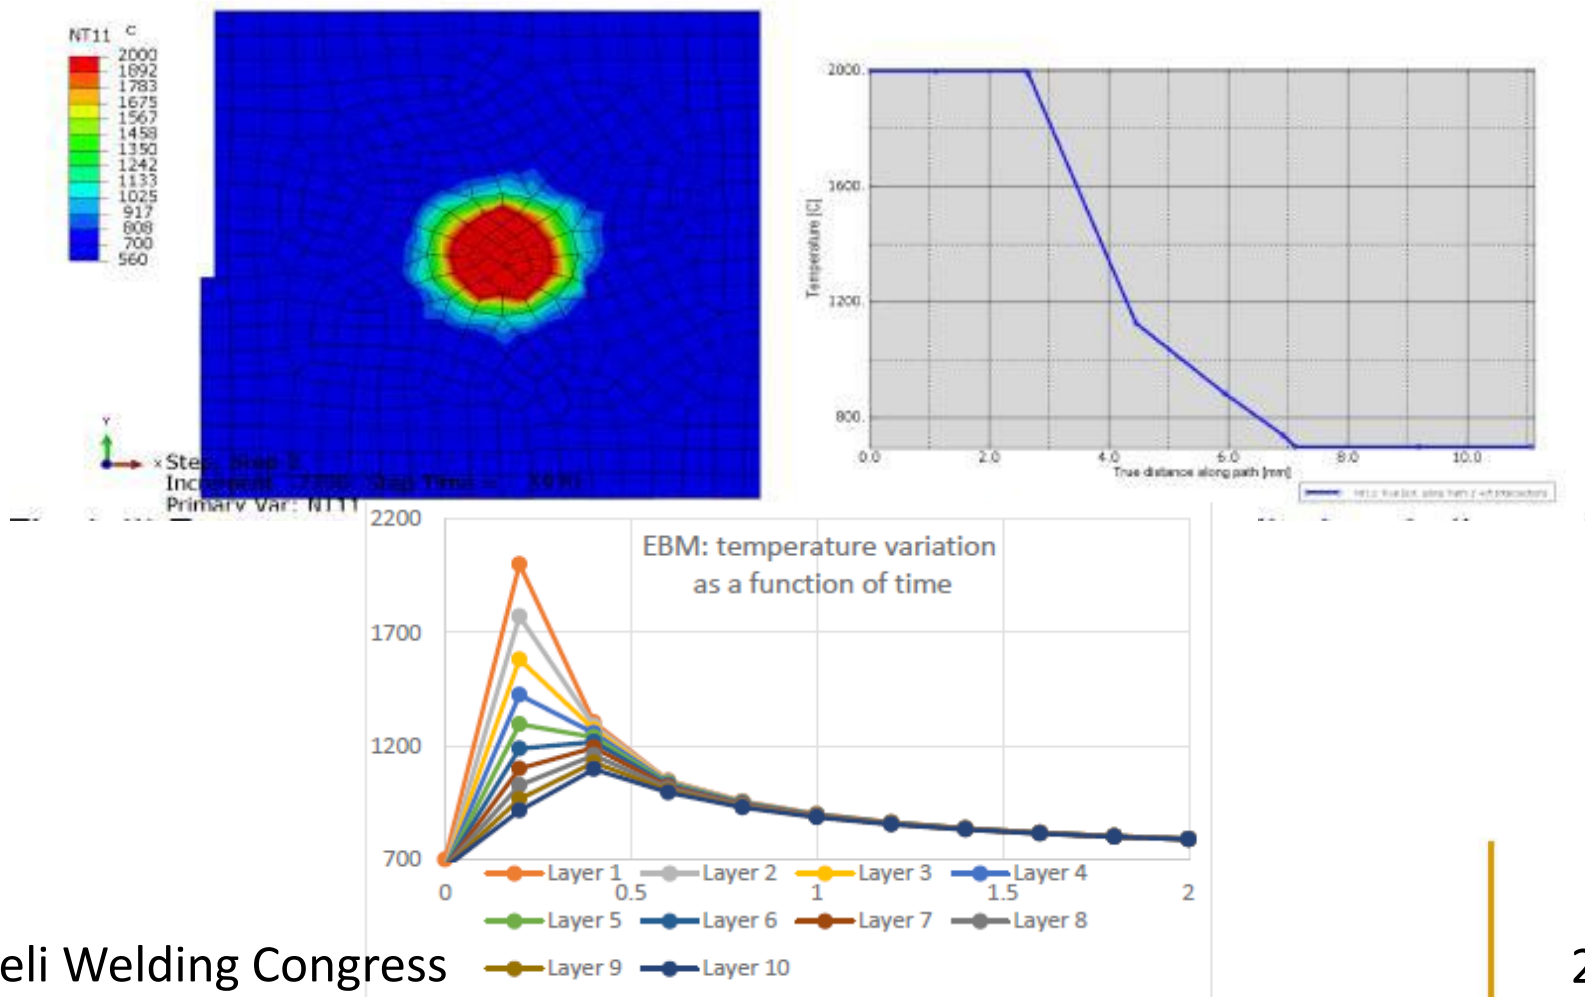 NT11 C
2000
1892
1783
1675
1567
1458
1350
1242
1133
1025
917
808
700
560
Y
x
Step: Step
Increment
Primary Var: NT11
Temperature [C]
2000.
1600.
1200.
800.
0.0 2.0 4.0 6.0 8.0 10.0
True distance along path [mm]
EBM: temperature variation
as a function of time
2200
1700
1200
700
0 0.5 1 1.5 2
Layer 1 Layer 2 Layer 3 Layer 4
Layer 5 Layer 6 Layer 7 Layer 8
Layer 9 Layer 10
eli Welding Congress
2